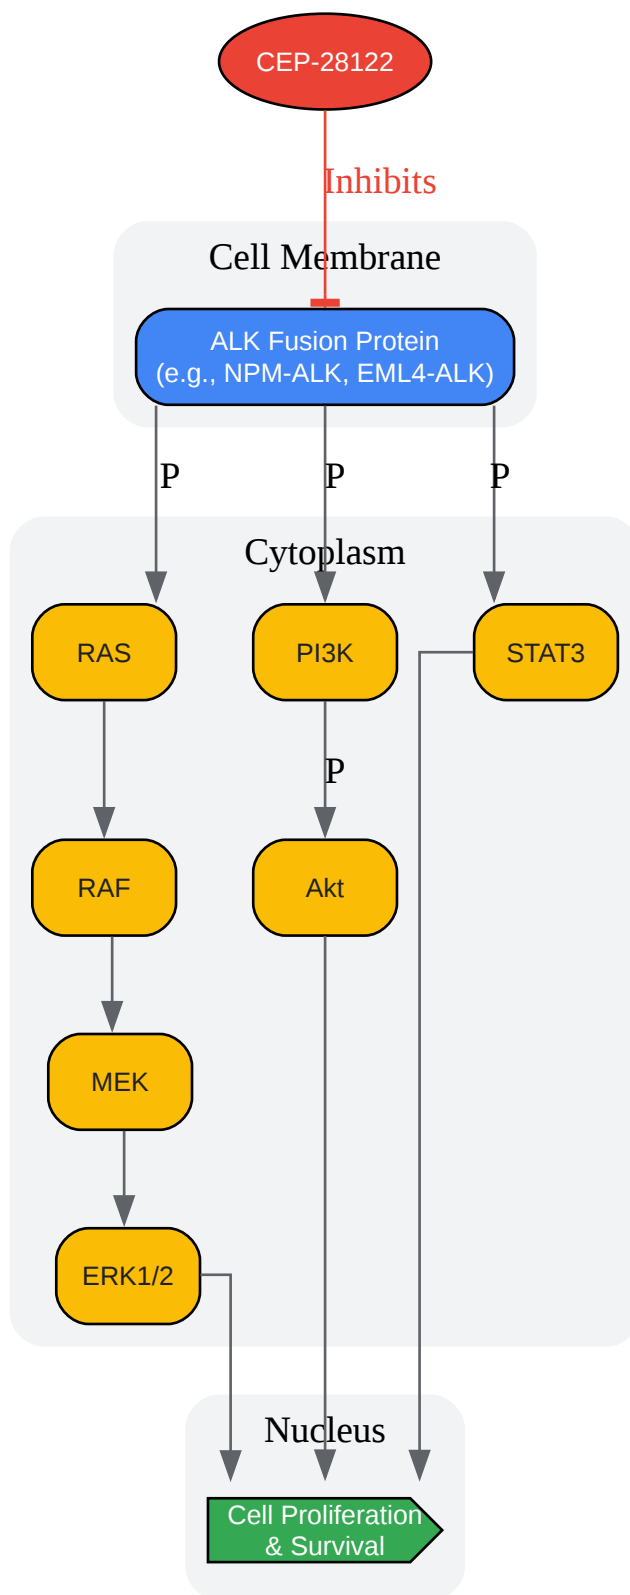 CEP-28122
Inhibits
Cell Membrane
ALK Fusion Protein
(e.g., NPM-ALK, EML4-ALK)
P
P
P
Cytoplasm
RAS
PI3K
STAT3
P
RAF
Akt
MEK
ERK1/2
Nucleus
Cell Proliferation
& Survival